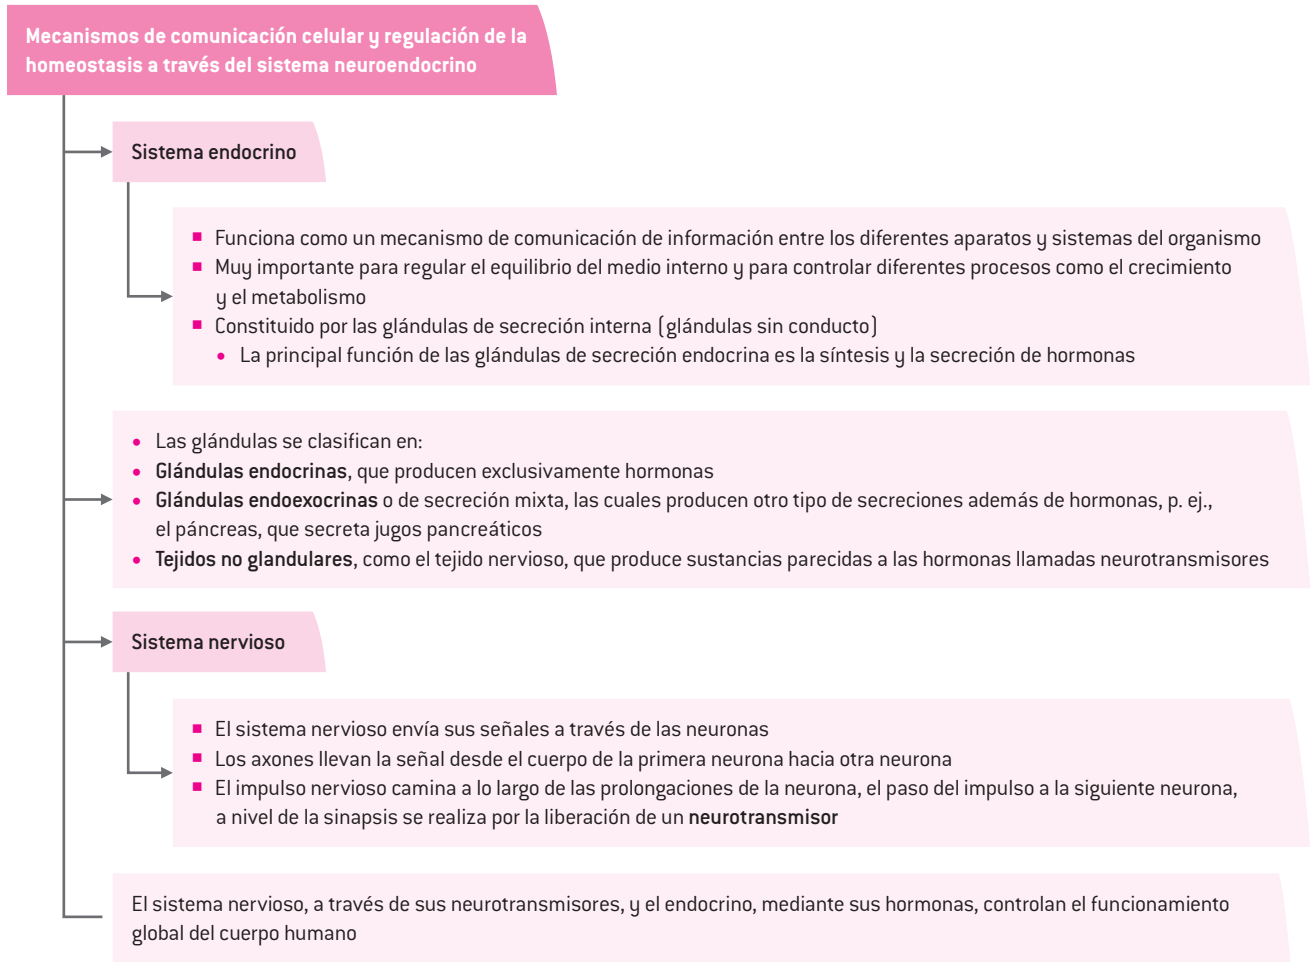 Mecanismos de comunicación celular y regulación de la
homeostasis a través del sistema neuroendocrino
Sistema endocrino
▪ Funciona como un mecanismo de comunicación de información entre los diferentes aparatos y sistemas del organismo
▪ Muy importante para regular el equilibrio del medio interno y para controlar diferentes procesos como el crecimiento
y el metabolismo
▪ Constituido por las glándulas de secreción interna (glándulas sin conducto)
• La principal función de las glándulas de secreción endocrina es la síntesis y la secreción de hormonas
• Las glándulas se clasifican en:
• Glándulas endocrinas, que producen exclusivamente hormonas
• Glándulas endoexocrinas o de secreción mixta, las cuales producen otro tipo de secreciones además de hormonas, p. ej.,
el páncreas, que secreta jugos pancreáticos
• Tejidos no glandulares, como el tejido nervioso, que produce sustancias parecidas a las hormonas llamadas neurotransmisores
Sistema nervioso
▪ El sistema nervioso envía sus señales a través de las neuronas
▪ Los axones llevan la señal desde el cuerpo de la primera neurona hacia otra neurona
▪ El impulso nervioso camina a lo largo de las prolongaciones de la neurona, el paso del impulso a la siguiente neurona,
a nivel de la sinapsis se realiza por la liberación de un neurotransmisor
El sistema nervioso, a través de sus neurotransmisores, y el endocrino, mediante sus hormonas, controlan el funcionamiento
global del cuerpo humano